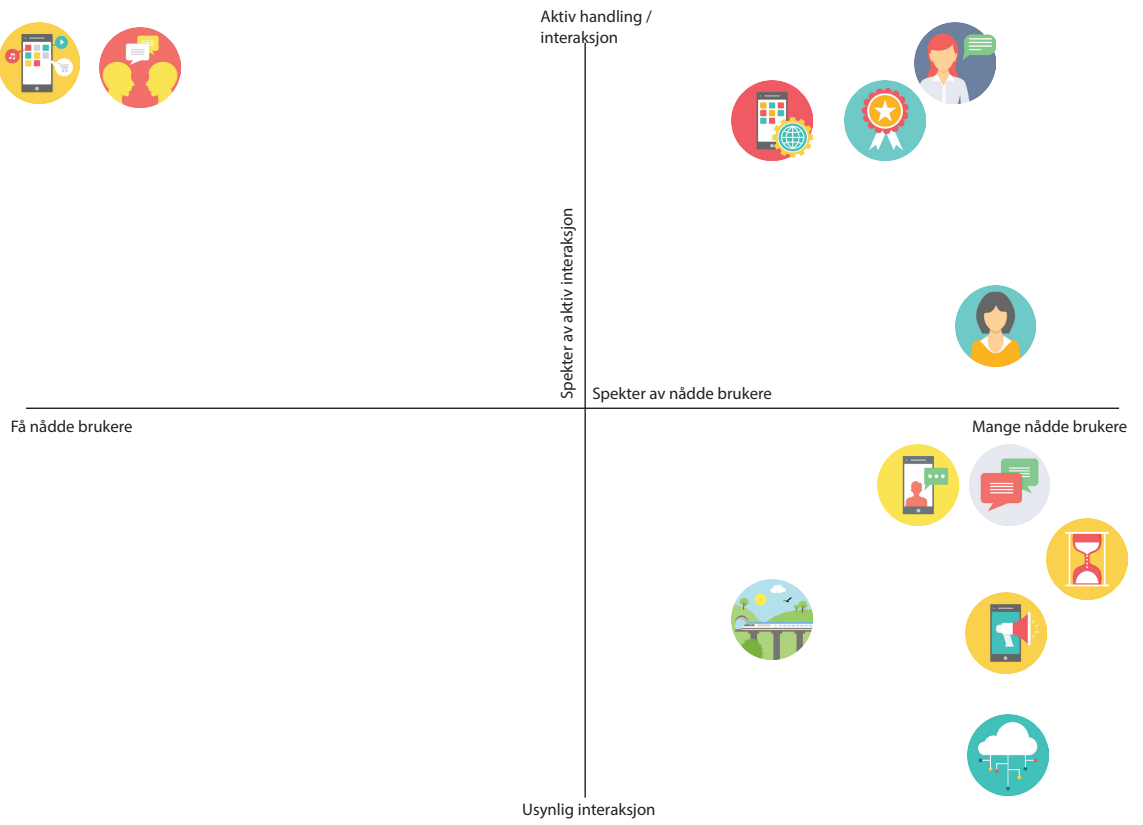 Aktiv handling /
interaksjon
Spekter av aktiv interaksjon
Spekter av nådde brukere
Få nådde brukere
Mange nådde brukere
Usynlig interaksjon